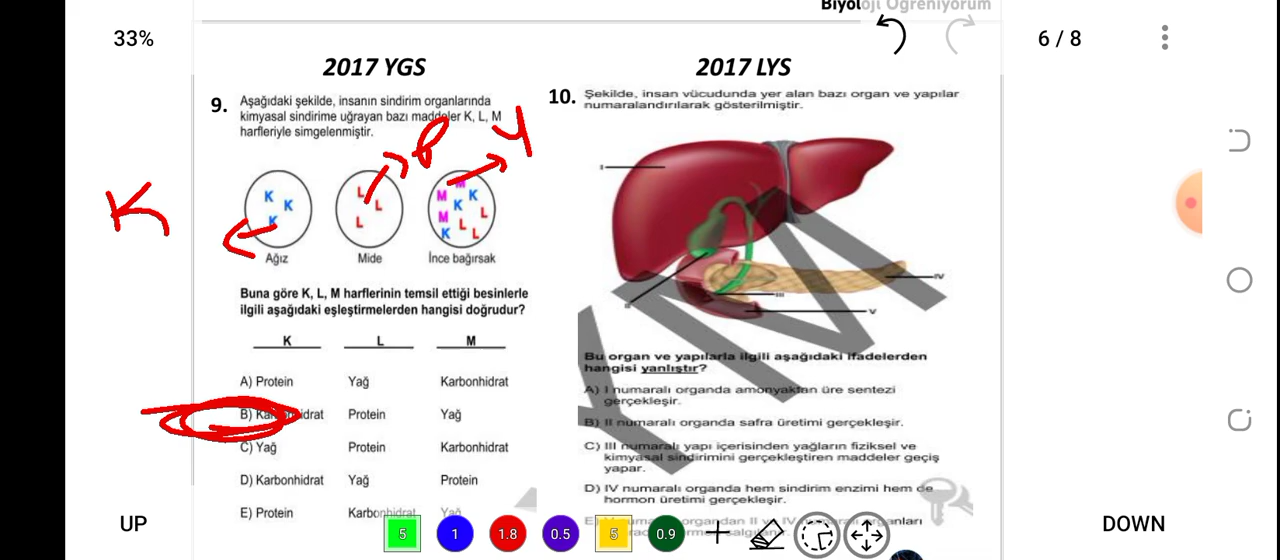 Biyoloji Öğreniyorum
33%
6 / 8
2017 YGS
9. Aşağıdaki şekilde, insanın sindirim organlarında
kimyasal sindirime uğrayan bazı maddeler K, L, M
harfleriyle simgelenmiştir.
K
P
Y
K K K
L L L
M M K K M L K L L
Ağız Mide İnce bağırsak
Buna göre K, L, M harflerinin temsil ettiği besinlerle
ilgili aşağıdaki eşleştirmelerden hangisi doğrudur?
K L M
A) Protein Yağ Karbonhidrat
B) Karbonhidrat Protein Yağ
C) Yağ Protein Karbonhidrat
D) Karbonhidrat Yağ Protein
E) Protein Karbonhidrat Yağ
2017 LYS
10. Şekilde, insan vücudunda yer alan bazı organ ve yapılar
numaralandırılarak gösterilmiştir.
I
IV
III
II
V
Bu organ ve yapılarla ilgili aşağıdaki ifadelerden
hangisi yanlıştır?
A) I numaralı organda amonyaktan üre sentezi
gerçekleşir.
B) II numaralı organda safra üretimi gerçekleşir.
C) III numaralı yapı içerisinden yağların fiziksel ve
kimyasal sindirimini gerçekleştiren maddeler geçiş
yapar.
D) IV numaralı organda hem sindirim enzimi hem de
hormon üretimi gerçekleşir.
UP
5 1 1.8 0.5 5 0.9
DOWN